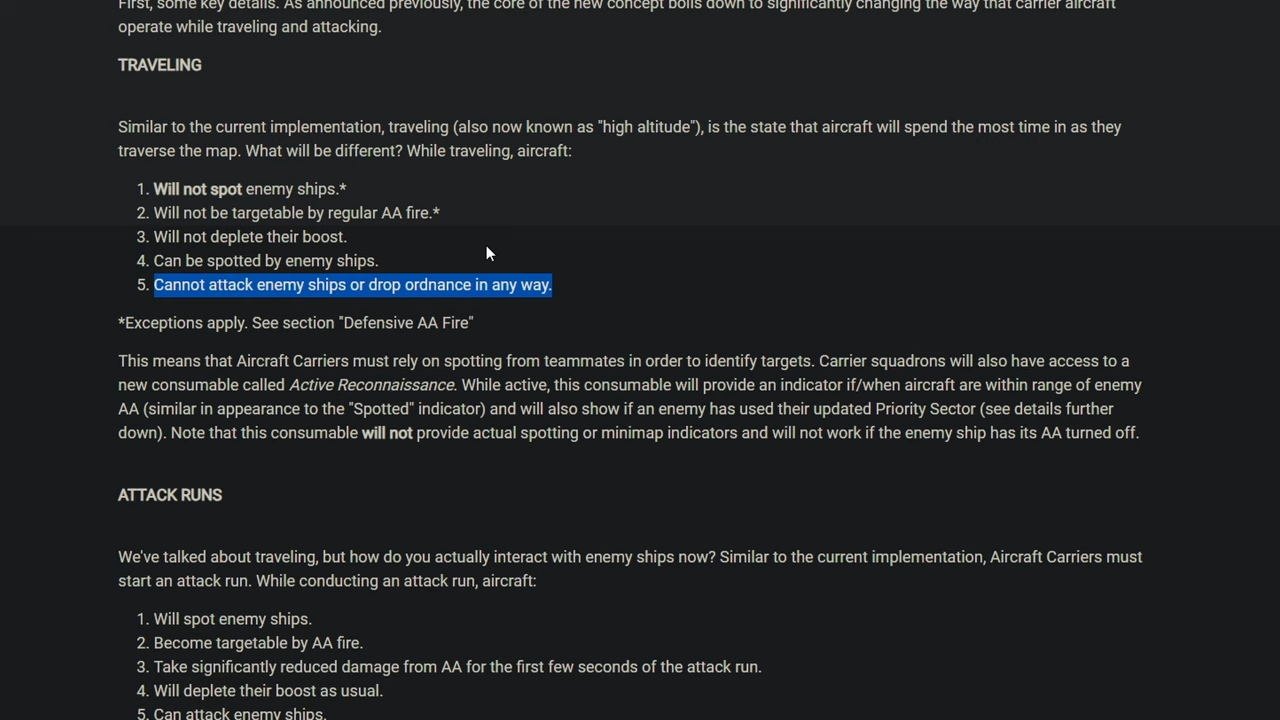 First, some key details. As announced previously, the core of the new concept boils down to significantly changing the way that carrier aircraft
operate while traveling and attacking.
TRAVELING
Similar to the current implementation, traveling (also now known as "high altitude"), is the state that aircraft will spend the most time in as they
traverse the map. What will be different? While traveling, aircraft:
1. Will not spot enemy ships.*
2. Will not be targetable by regular AA fire.*
3. Will not deplete their boost.
4. Can be spotted by enemy ships.
5. Cannot attack enemy ships or drop ordnance in any way.
*Exceptions apply. See section "Defensive AA Fire"
This means that Aircraft Carriers must rely on spotting from teammates in order to identify targets. Carrier squadrons will also have access to a
new consumable called Active Reconnaissance. While active, this consumable will provide an indicator if/when aircraft are within range of enemy
AA (similar in appearance to the "Spotted" indicator) and will also show if an enemy has used their updated Priority Sector (see details further
down). Note that this consumable will not provide actual spotting or minimap indicators and will not work if the enemy ship has its AA turned off.
ATTACK RUNS
We've talked about traveling, but how do you actually interact with enemy ships now? Similar to the current implementation, Aircraft Carriers must
start an attack run. While conducting an attack run, aircraft:
1. Will spot enemy ships.
2. Become targetable by AA fire.
3. Take significantly reduced damage from AA for the first few seconds of the attack run.
4. Will deplete their boost as usual.
5. Can attack enemy ships.